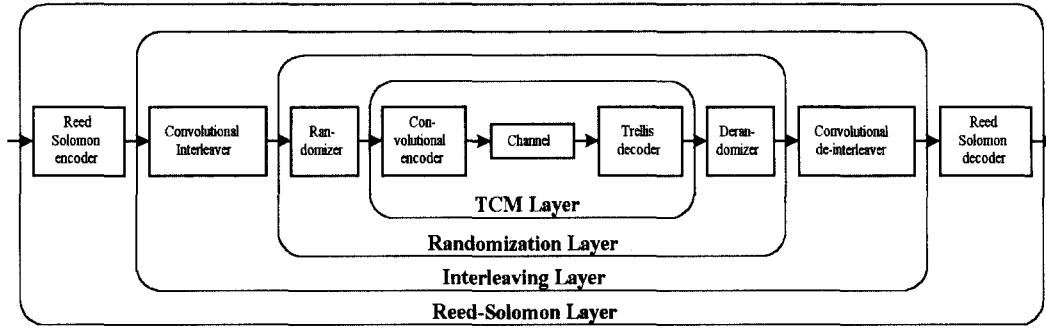 Reed
Solomon
encoder
Convolutional
Interleaver
Ran-
domizer
Con-
volutional
encoder
Channel
Trellis
decoder
Deran-
domizer
Convolutional
de-interleaver
Reed
Solomon
decoder
TCM Layer
Randomization Layer
Interleaving Layer
Reed-Solomon Layer